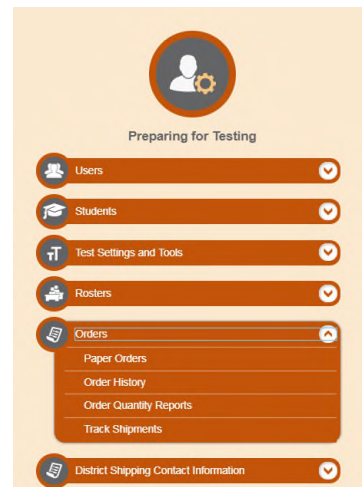 Preparing for Testing
Users
Students
Test Settings and Tools
Rosters
Orders
Paper Orders
Order History
Order Quantity Reports
Track Shipments
District Shipping Contact Information